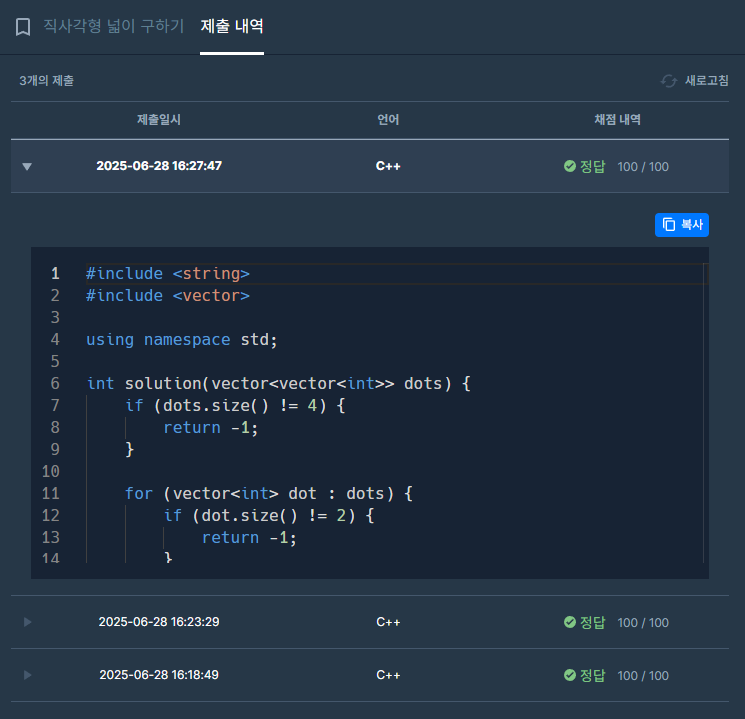 직사각형 넓이 구하기 제출 내역
3개의 제출 새로고침
제출일시 언어 채점 내역
2025-06-28 16:27:47 C++ 정답 100 / 100
복사
1 #include <string>
2 #include <vector>
3
4 using namespace std;
5
6 int solution(vector<vector<int>> dots) {
7     if (dots.size() != 4) {
8         return -1;
9     }
10
11     for (vector<int> dot : dots) {
12         if (dot.size() != 2) {
13             return -1;
14         }
2025-06-28 16:23:29 C++ 정답 100 / 100
2025-06-28 16:18:49 C++ 정답 100 / 100